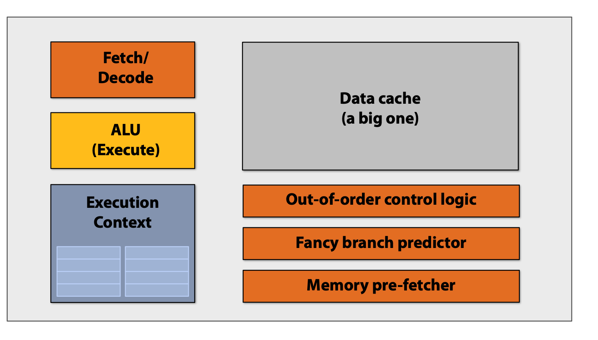 Fetch/
Decode
ALU
(Execute)
Execution
Context
Data cache
(a big one)
Out-of-order control logic
Fancy branch predictor
Memory pre-fetcher